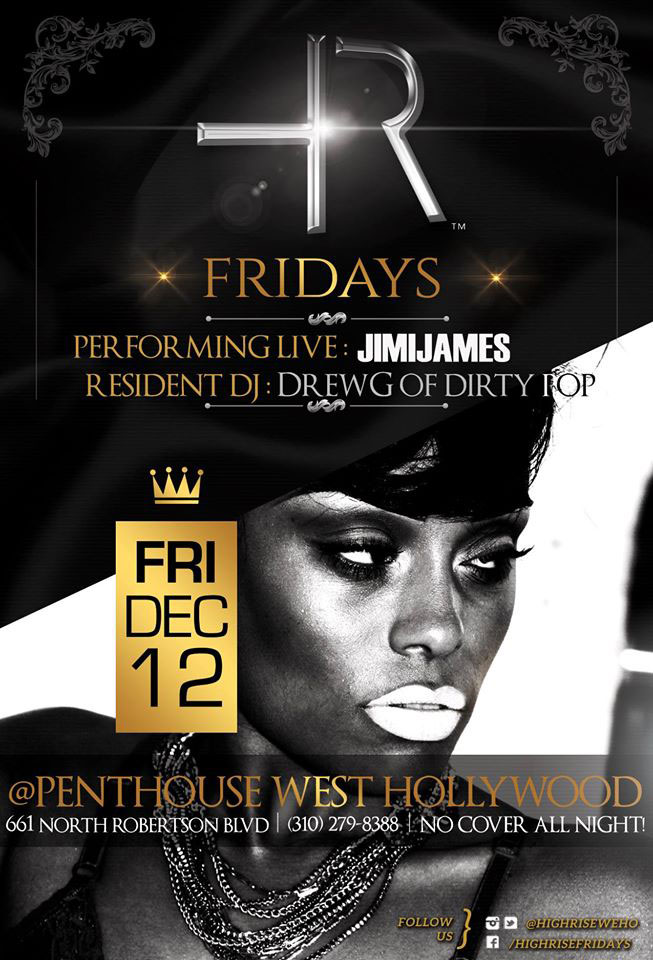 HR
TM
FRIDAYS
PERFORMING LIVE : JIMIJAMES
RESIDENT DJ : DREWG OF DIRTY POP
FRI
DEC
12
@PENTHOUSE WEST HOLLYWOOD
661 NORTH ROBERTSON BLVD | (310) 279-8388 | NO COVER ALL NIGHT!
FOLLOW US } @HIGHRISEWEHO
/HIGHRISEFRIDAYS